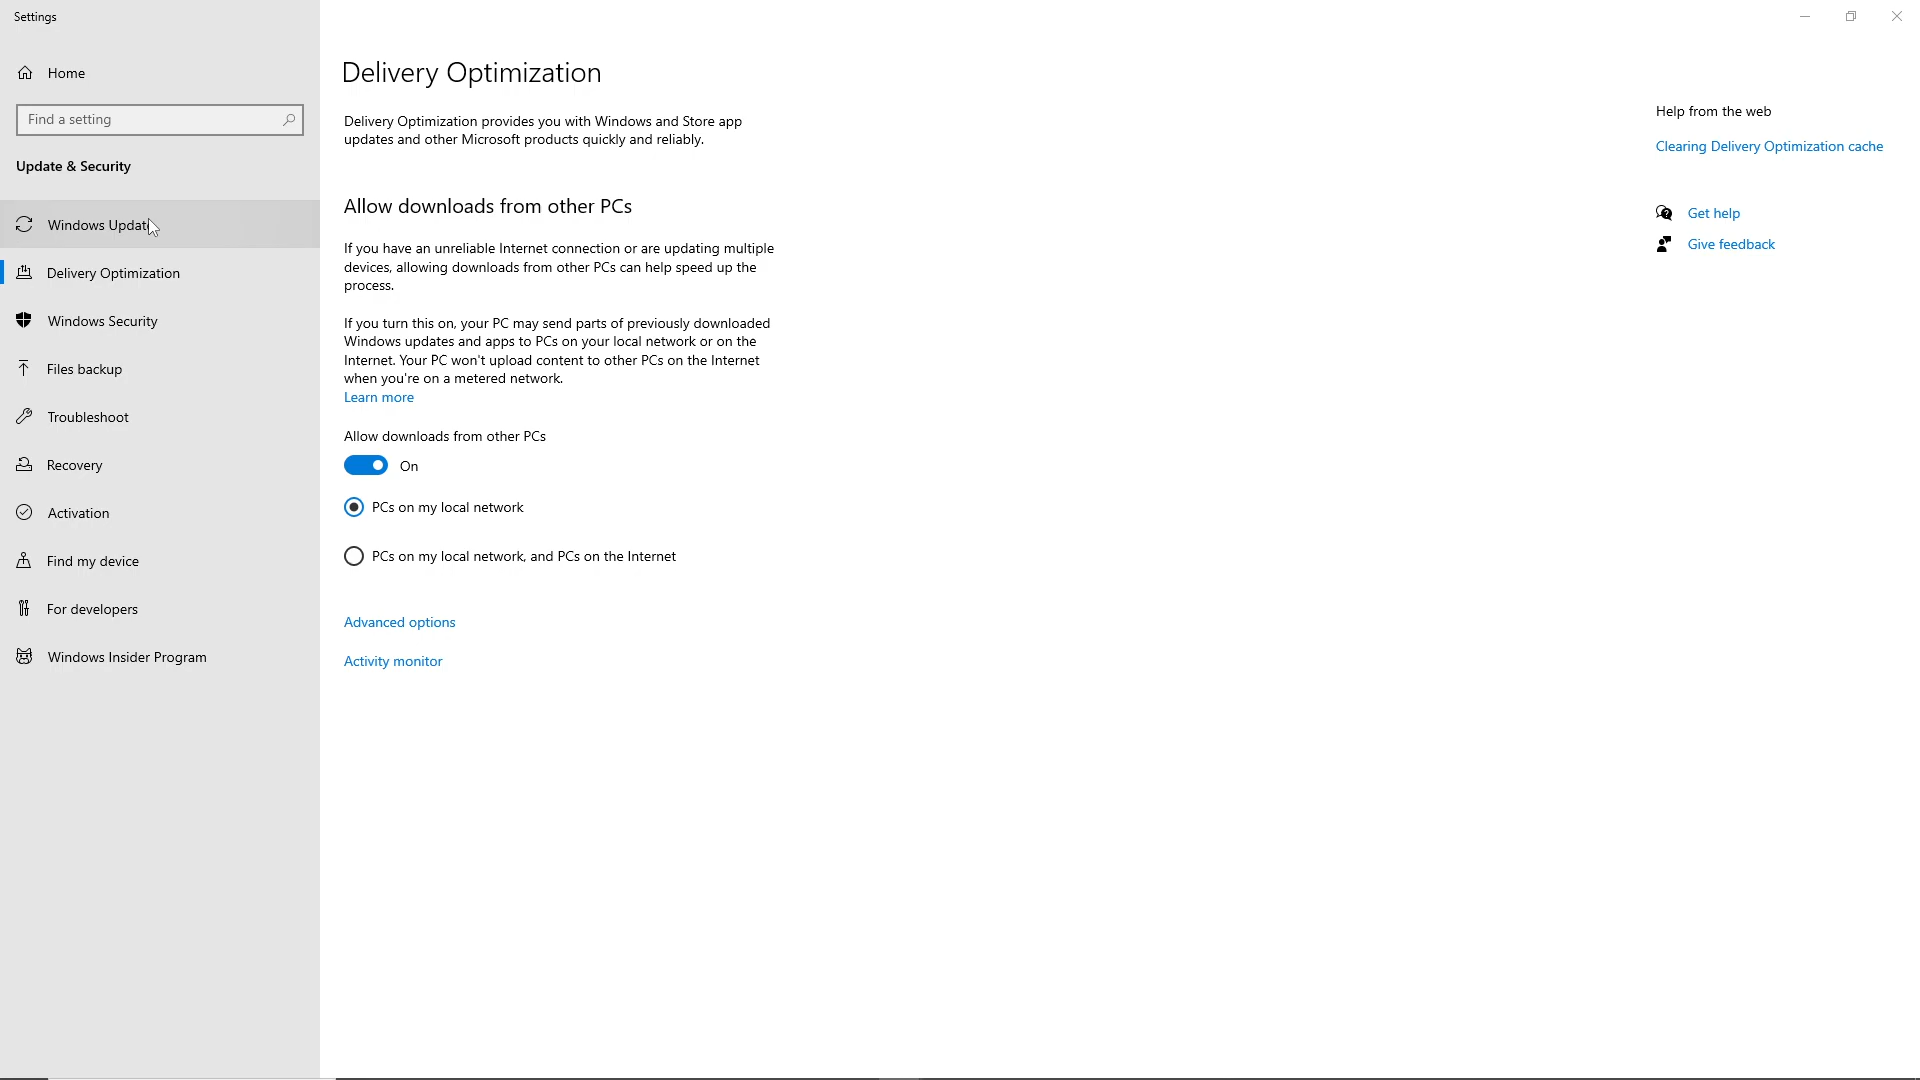 Settings
Home
Find a setting
Update & Security
Windows Update
Delivery Optimization
Windows Security
Files backup
Troubleshoot
Recovery
Activation
Find my device
For developers
Windows Insider Program
Delivery Optimization
Delivery Optimization provides you with Windows and Store app
updates and other Microsoft products quickly and reliably.
Allow downloads from other PCs
If you have an unreliable Internet connection or are updating multiple
devices, allowing downloads from other PCs can help speed up the
process.
If you turn this on, your PC may send parts of previously downloaded
Windows updates and apps to PCs on your local network or on the
Internet. Your PC won't upload content to other PCs on the Internet
when you're on a metered network.
Learn more
Allow downloads from other PCs
On
PCs on my local network
PCs on my local network, and PCs on the Internet
Advanced options
Activity monitor
Help from the web
Clearing Delivery Optimization cache
Get help
Give feedback